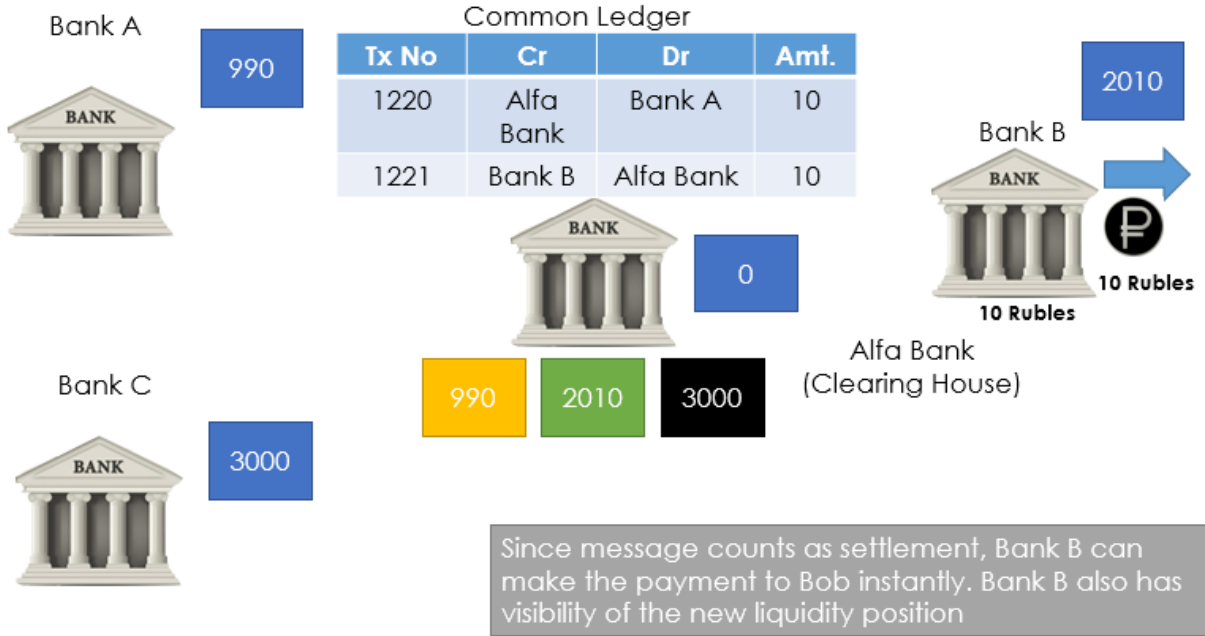 Common Ledger
Bank A
990
Tx No Cr Dr Amt.
1220 Alfa Bank A 10
Bank
1221 Bank B Alfa Bank 10
2010
Bank B
BANK
BANK
BANK
0
10 Rubles
10 Rubles
Alfa Bank
(Clearing House)
990 2010 3000
Bank C
3000
BANK
Since message counts as settlement, Bank B can
make the payment to Bob instantly. Bank B also has
visibility of the new liquidity position